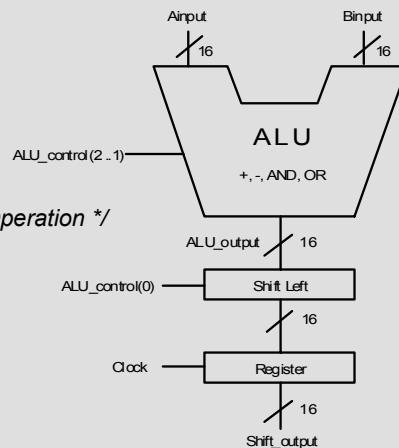 Ainput Binput
16 16
ALU
ALU_control(2 ..1)
+, -, AND, OR
operation */
ALU_output 16
ALU_control(0) Shift Left
16
Clock Register
16
Shift_output